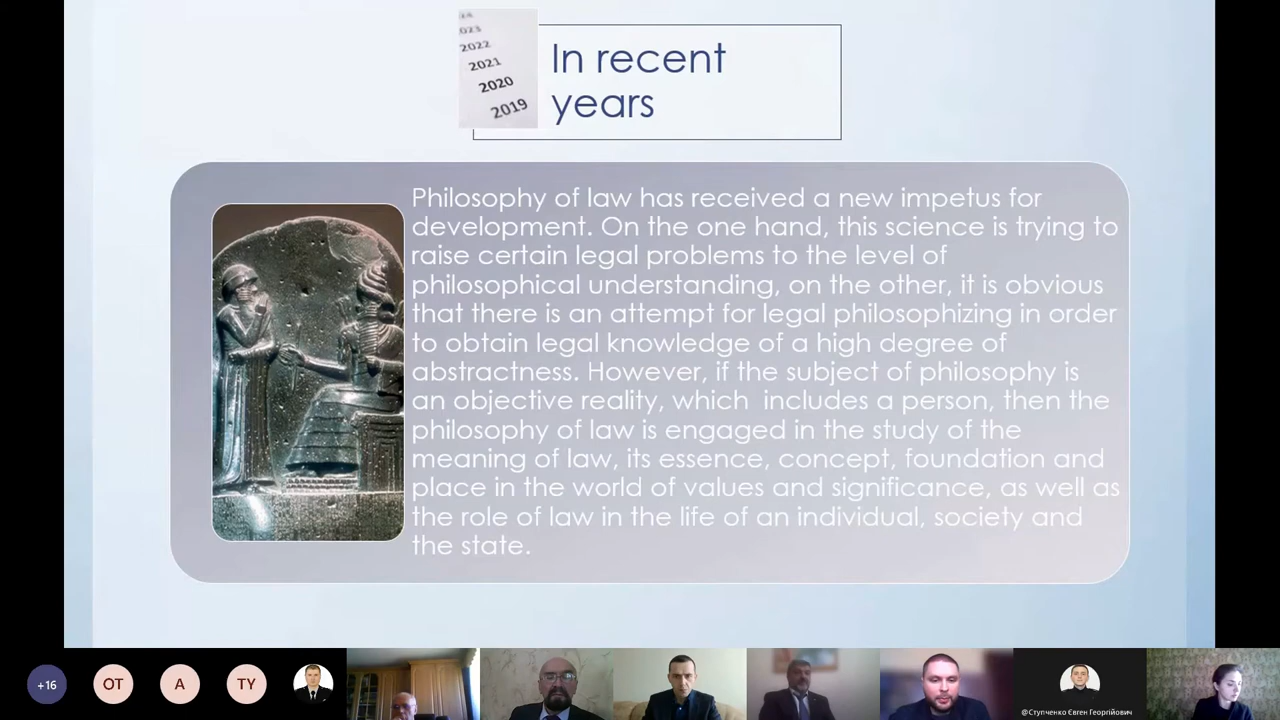 2023
2022
2021
2020
2019
In recent
years
Philosophy of law has received a new impetus for
development. On the one hand, this science is trying to
raise certain legal problems to the level of
philosophical understanding, on the other, it is obvious
that there is an attempt for legal philosophizing in order
to obtain legal knowledge of a high degree of
abstractness. However, if the subject of philosophy is
an objective reality, which  includes a person, then the
philosophy of law is engaged in the study of the
meaning of law, its essence, concept, foundation and
place in the world of values and significance, as well as
the role of law in the life of an individual, society and
the state.
+16
OT
A
TY
@Ступченко Євген Георгійович